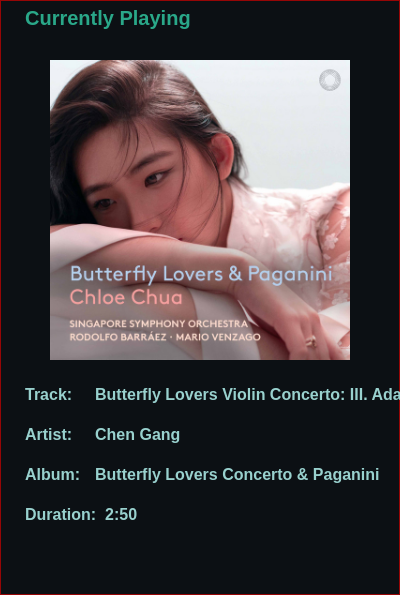 Currently Playing
Butterfly Lovers & Paganini
Chloe Chua
SINGAPORE SYMPHONY ORCHESTRA
RODOLFO BARRÁEZ · MARIO VENZAGO
Track: Butterfly Lovers Violin Concerto: III. Ada
Artist: Chen Gang
Album: Butterfly Lovers Concerto & Paganini
Duration: 2:50